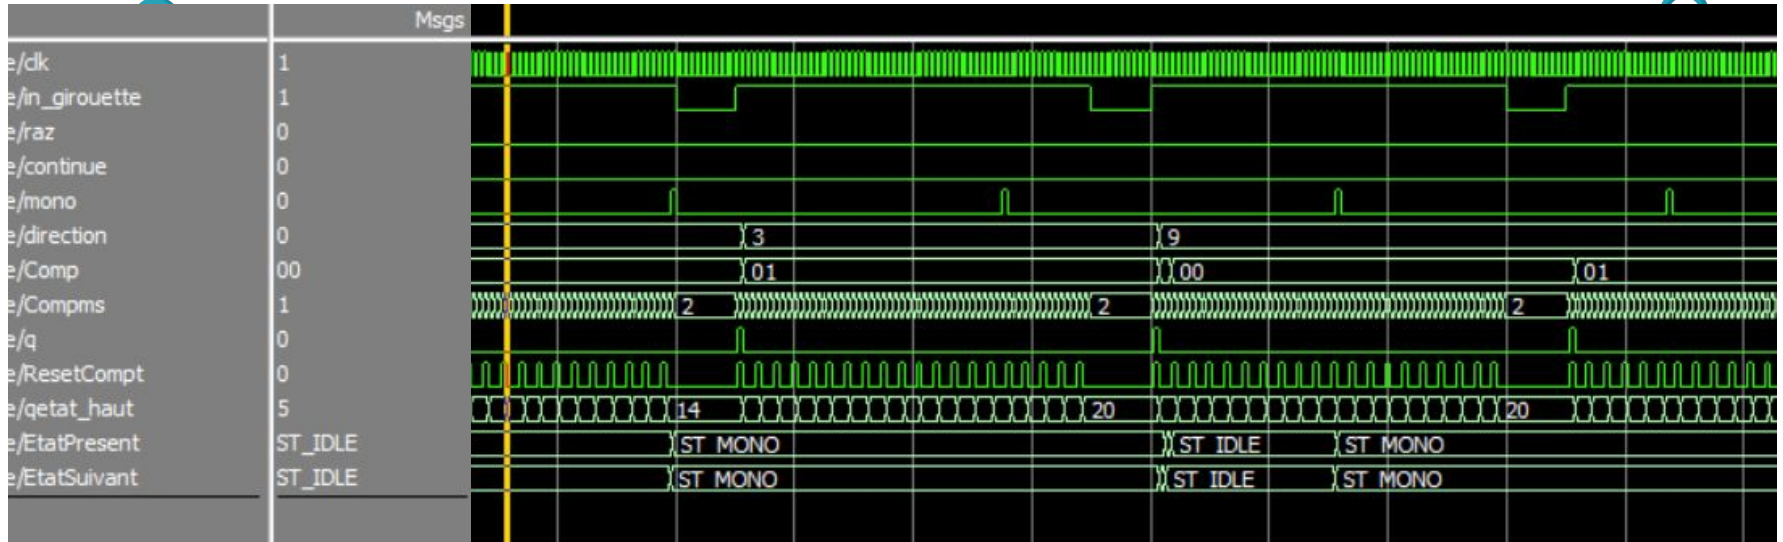 Msgs
e/clk 1
e/in_girouette 1
e/raz 0
e/continue 0
e/mono 0
e/direction 0 3 9
e/Comp 00 01 00 01
e/Compms 1 2 2 2
e/q 0
e/ResetCompt 0
e/qetat_haut 5 14 20 20
e/EtatPresent ST_IDLE ST_MONO ST_IDLE ST_MONO
e/EtatSuivant ST_IDLE ST_MONO ST_IDLE ST_MONO